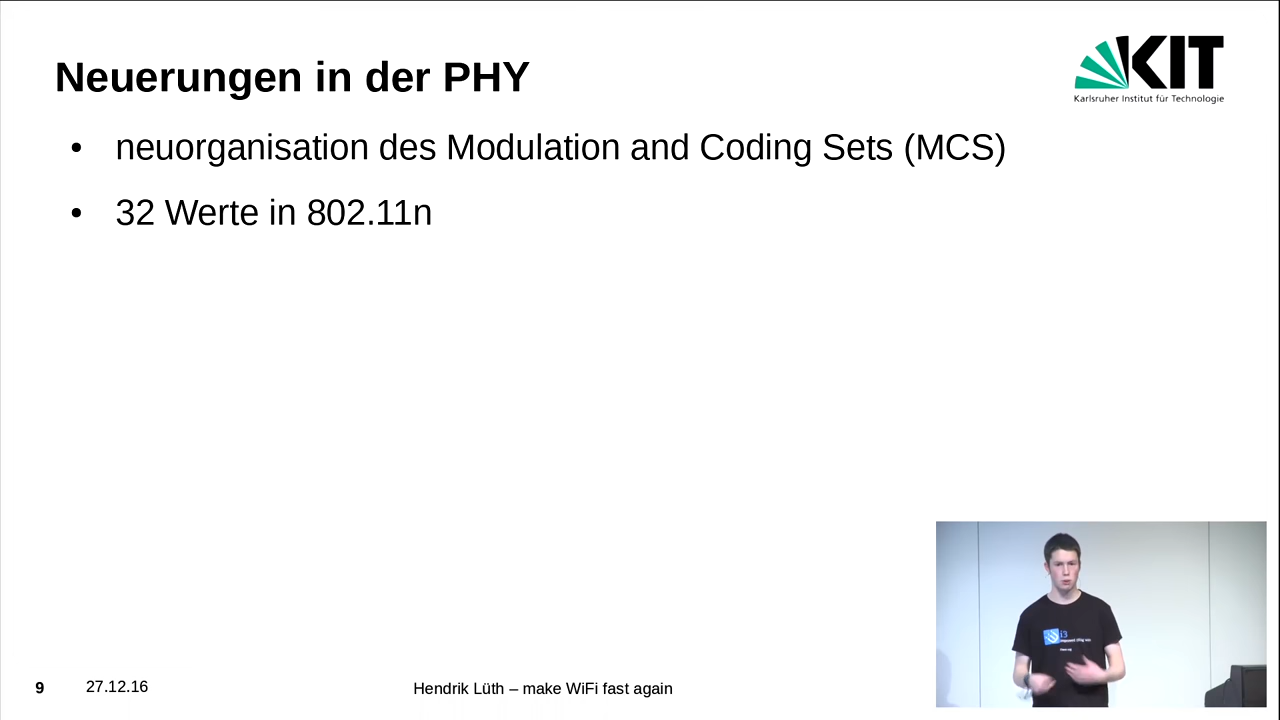 Neuerungen in der PHY
KIT
Karlsruher Institut für Technologie
• neuorganisation des Modulation and Coding Sets (MCS)
• 32 Werte in 802.11n
i3
9
27.12.16
Hendrik Lüth – make WiFi fast again